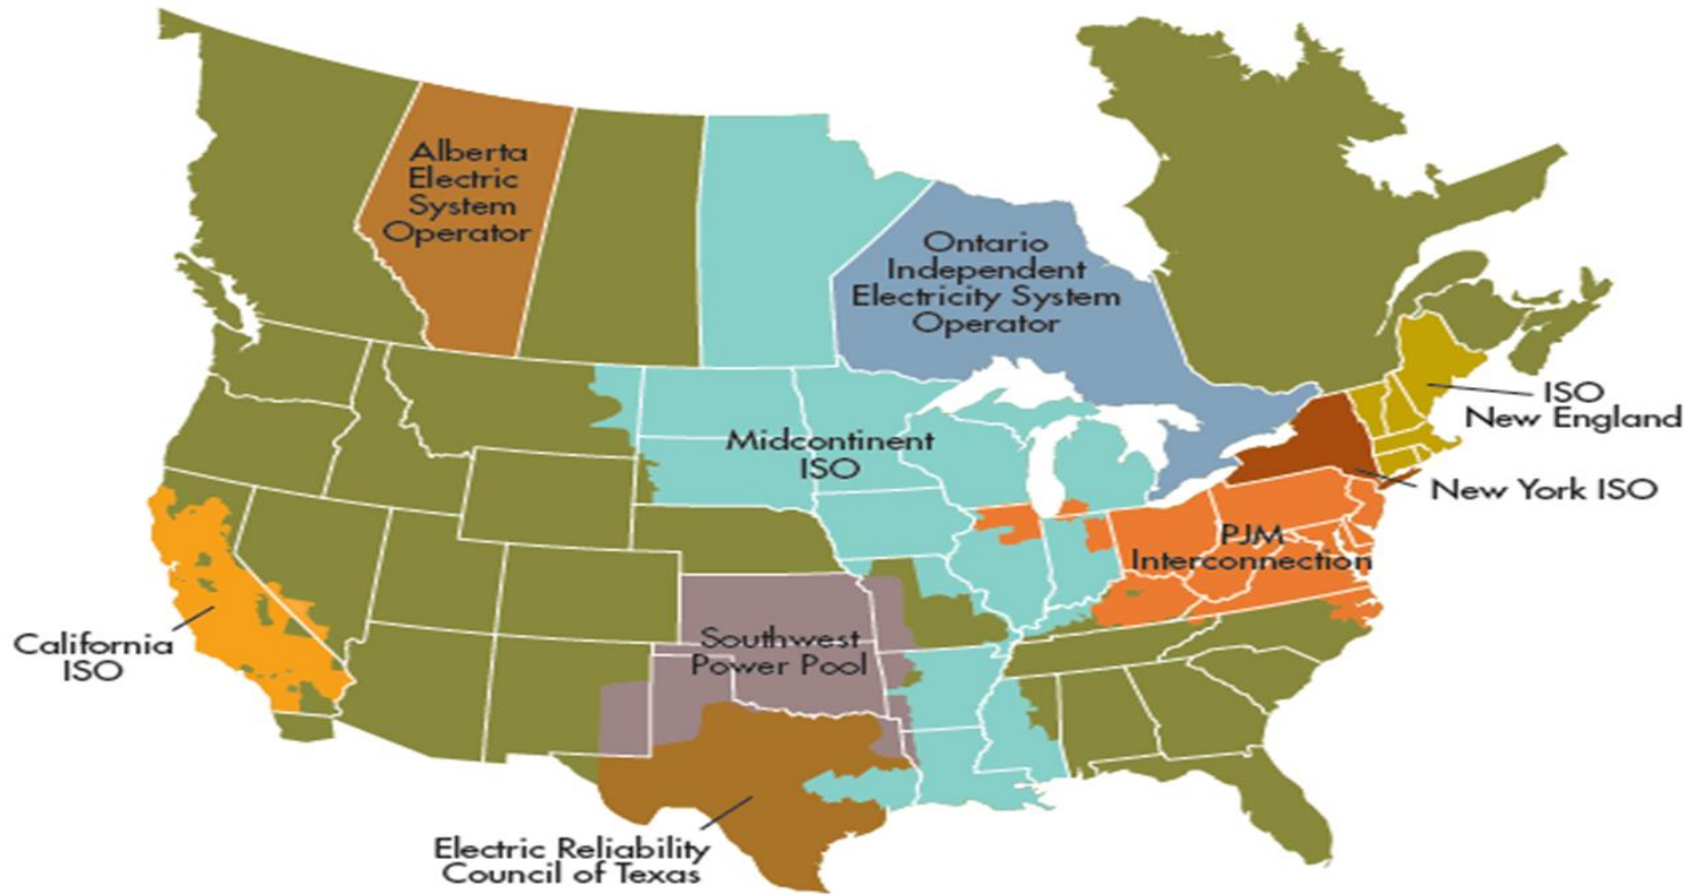 Alberta
Electric
System
Operator
Ontario
Independent
Electricity System
Operator
ISO
New England
Midcontinent
ISO
New York ISO
PJM
Interconnection
California
ISO
Southwest
Power Pool
Electric Reliability
Council of Texas